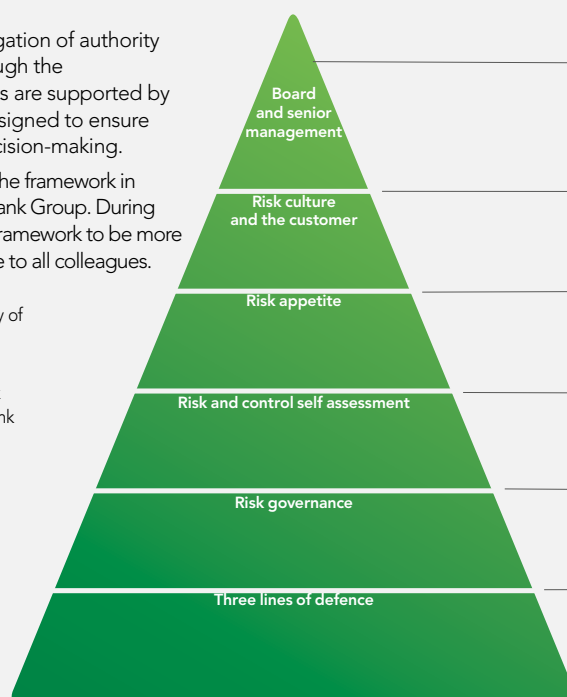 gation of authority
ugh the
s are supported by
signed to ensure
cision-making.
he framework in
ank Group. During
ramework to be more
e to all colleagues.
y of
nk
Board
and senior
management
Risk culture
and the customer
Risk appetite
Risk and control self assessment
Risk governance
Three lines of defence